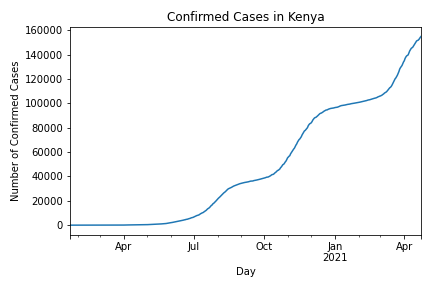 Confirmed Cases in Kenya
160000
140000
120000
100000
80000
60000
40000
20000
0
Number of Confirmed Cases
Apr Jul Oct Jan Apr
2021
Day